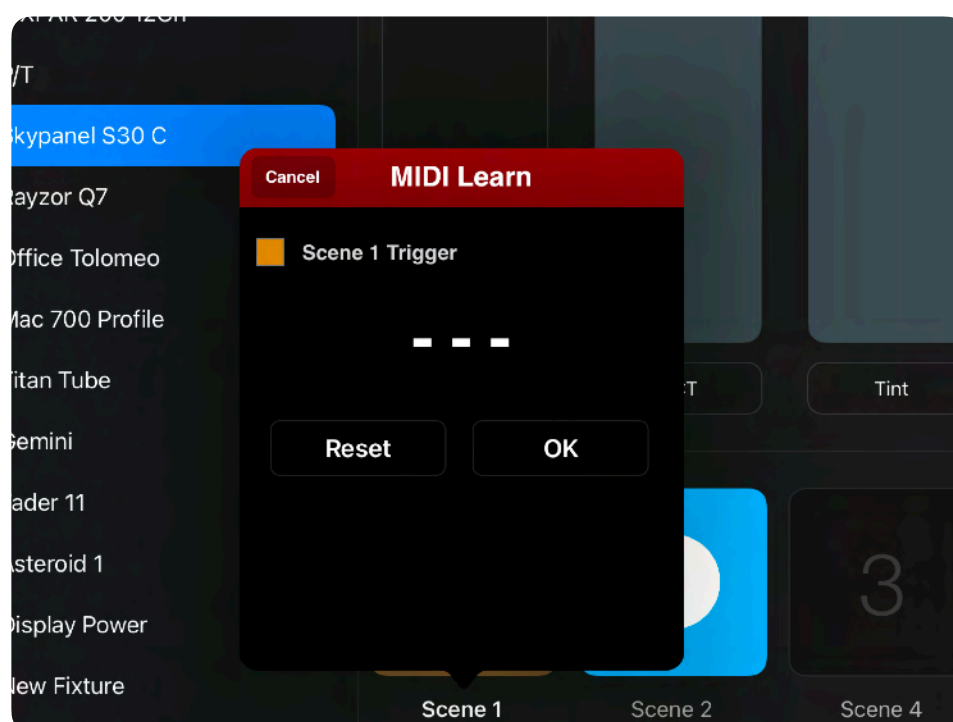 /T
kypanel S30 C
ayzor Q7
ffice Tolomeo
Mac 700 Profile
itan Tube
emini
ader 11
steroid 1
isplay Power
ew Fixture
Cancel
MIDI Learn
Scene 1 Trigger
- - -
Reset
OK
T
Tint
3
Scene 1
Scene 2
Scene 4